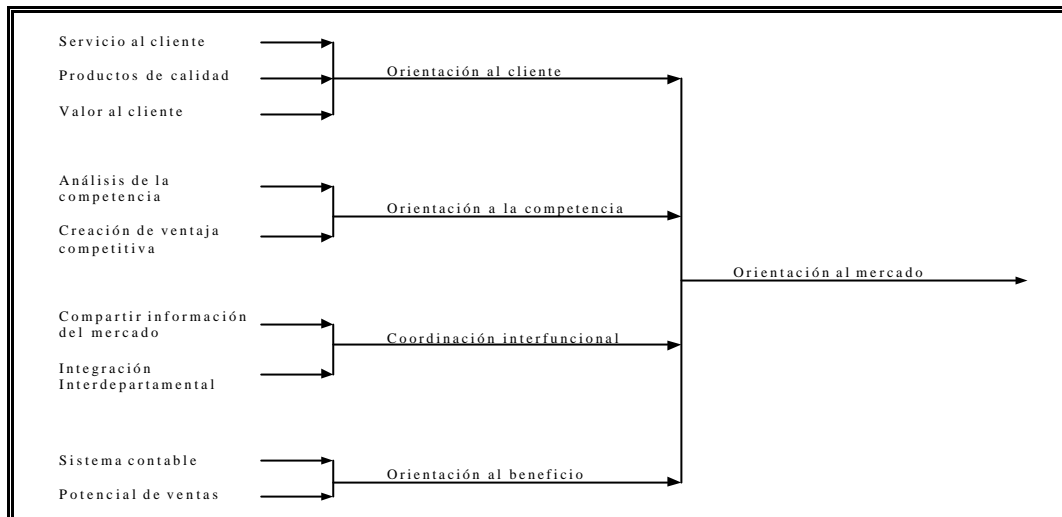 Servicio al cliente
Productos de calidad
Valor al cliente
Orientación al cliente
Análisis de la
competencia
Creación de ventaja
competitiva
Orientación a la competencia
Orientación al mercado
Compartir información
del mercado
Integración
Interdepartamental
Coordinación interfuncional
Sistema contable
Potencial de ventas
Orientación al beneficio